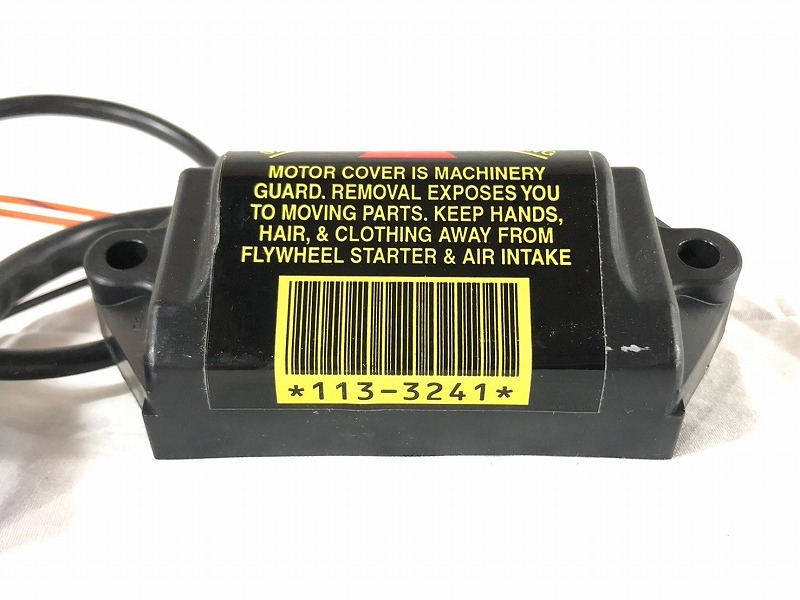 MOTOR COVER IS MACHINERY
GUARD. REMOVAL EXPOSES YOU
TO MOVING PARTS. KEEP HANDS,
HAIR, & CLOTHING AWAY FROM
FLYWHEEL STARTER & AIR INTAKE
*113-3241*